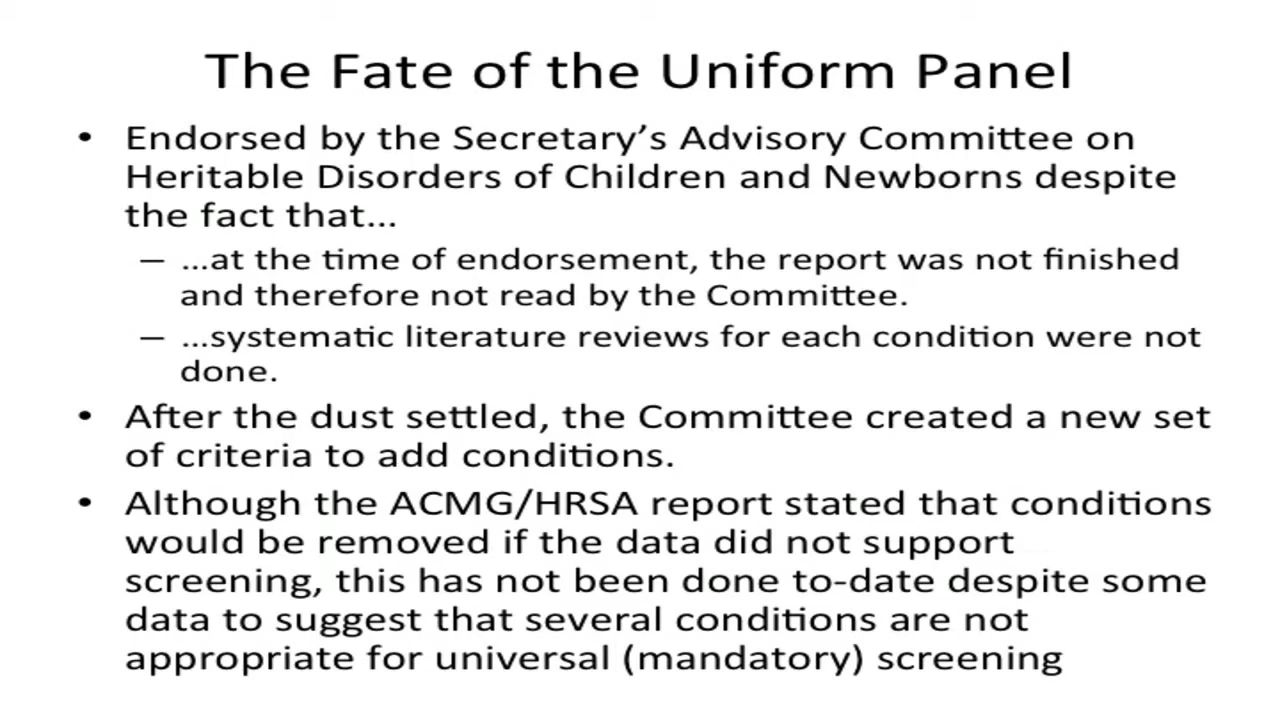 The Fate of the Uniform Panel
• Endorsed by the Secretary’s Advisory Committee on
Heritable Disorders of Children and Newborns despite
the fact that…
– …at the time of endorsement, the report was not finished
and therefore not read by the Committee.
– …systematic literature reviews for each condition were not
done.
• After the dust settled, the Committee created a new set
of criteria to add conditions.
• Although the ACMG/HRSA report stated that conditions
would be removed if the data did not support
screening, this has not been done to-date despite some
data to suggest that several conditions are not
appropriate for universal (mandatory) screening